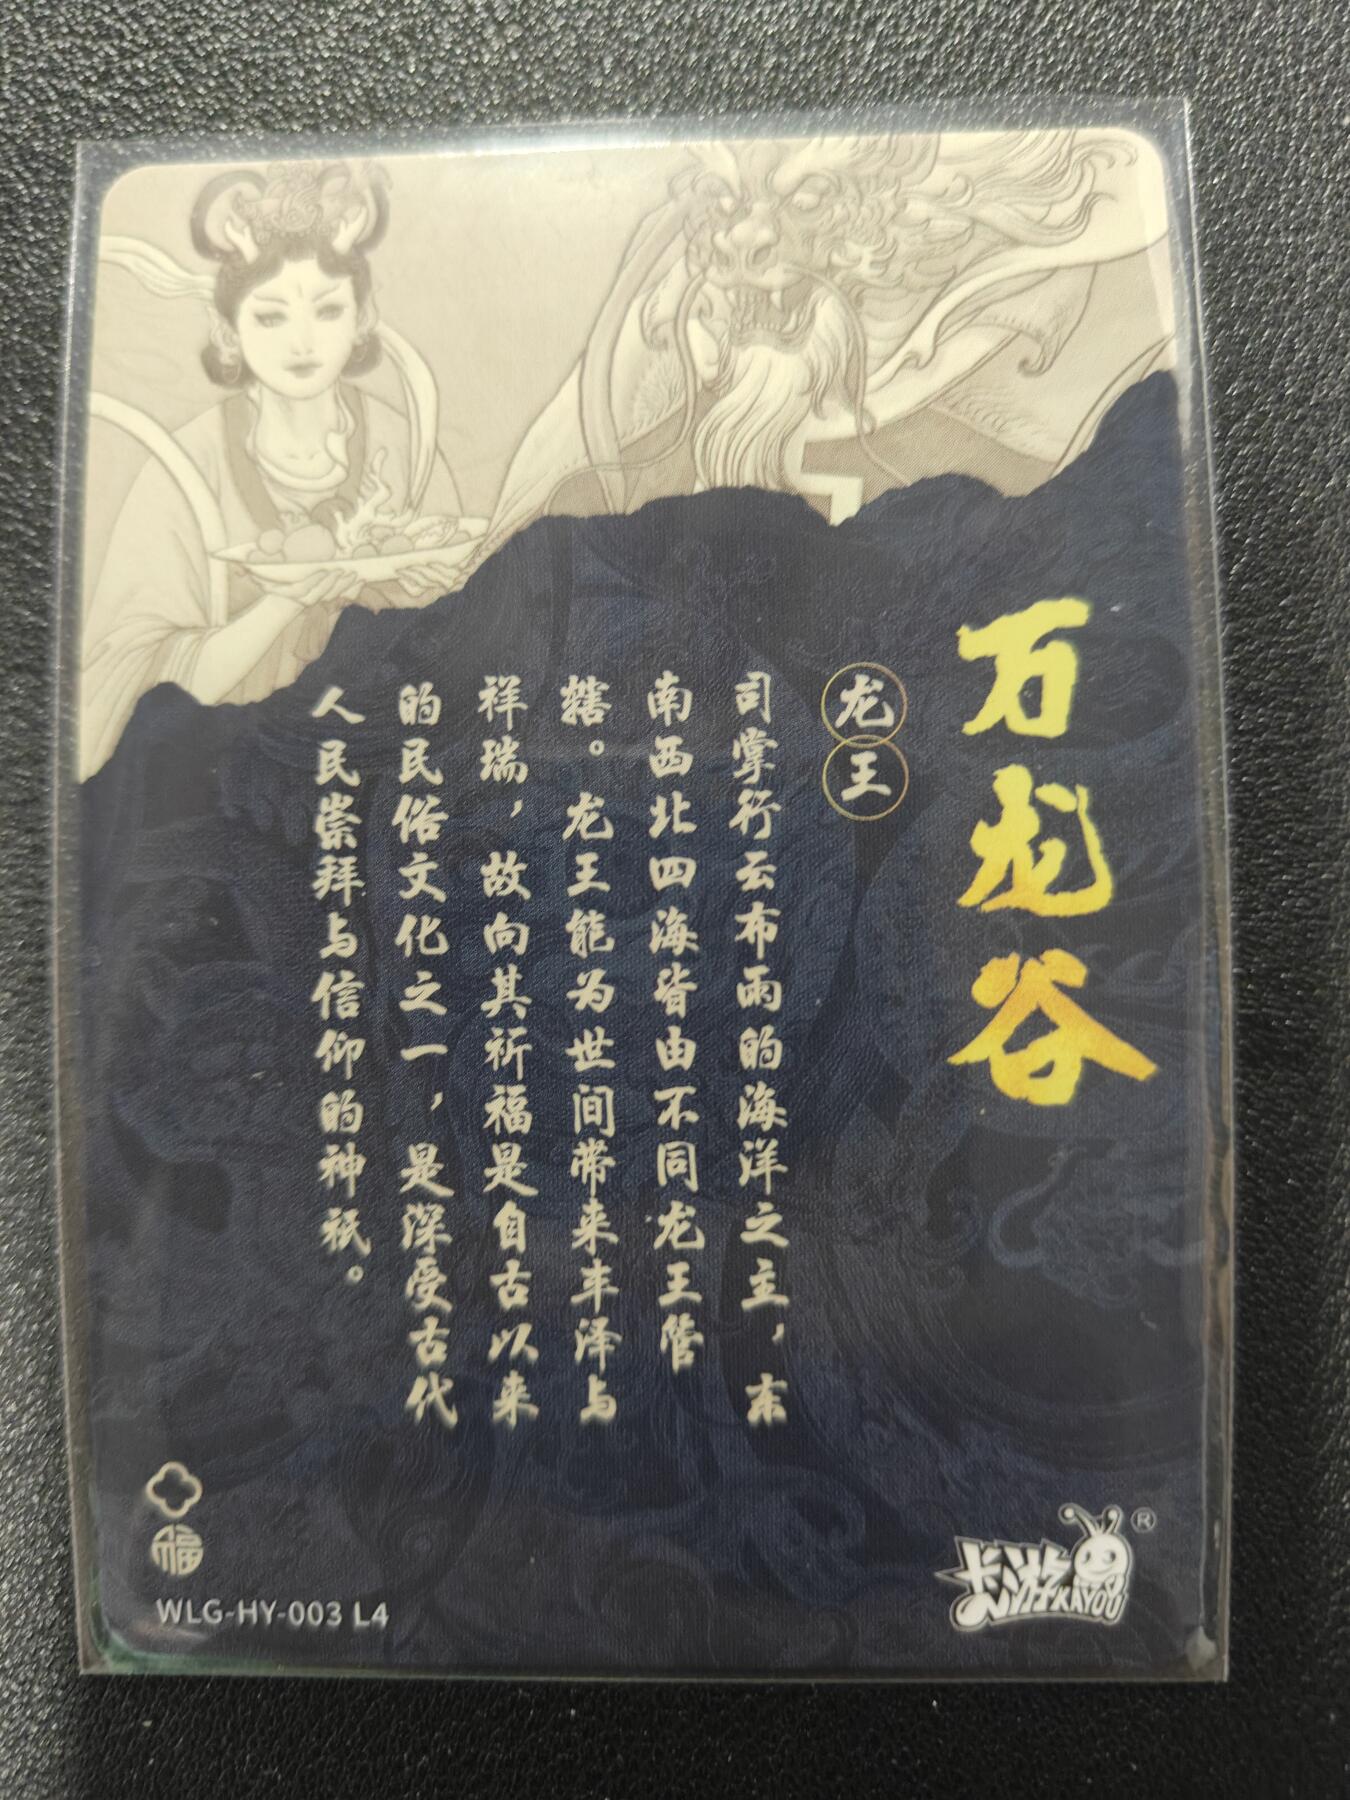 万龙谷
龙王
司掌行云布雨的海洋之主，东
南西北四海皆由不同龙王管
辖。龙王能为世间带来丰泽与
祥瑞，故向其祈福是自古以来
的民俗文化之一，是深受古代
人民崇拜与信仰的神祇。
福
WLG-HY-003 L4
卡游 KAYOU ®